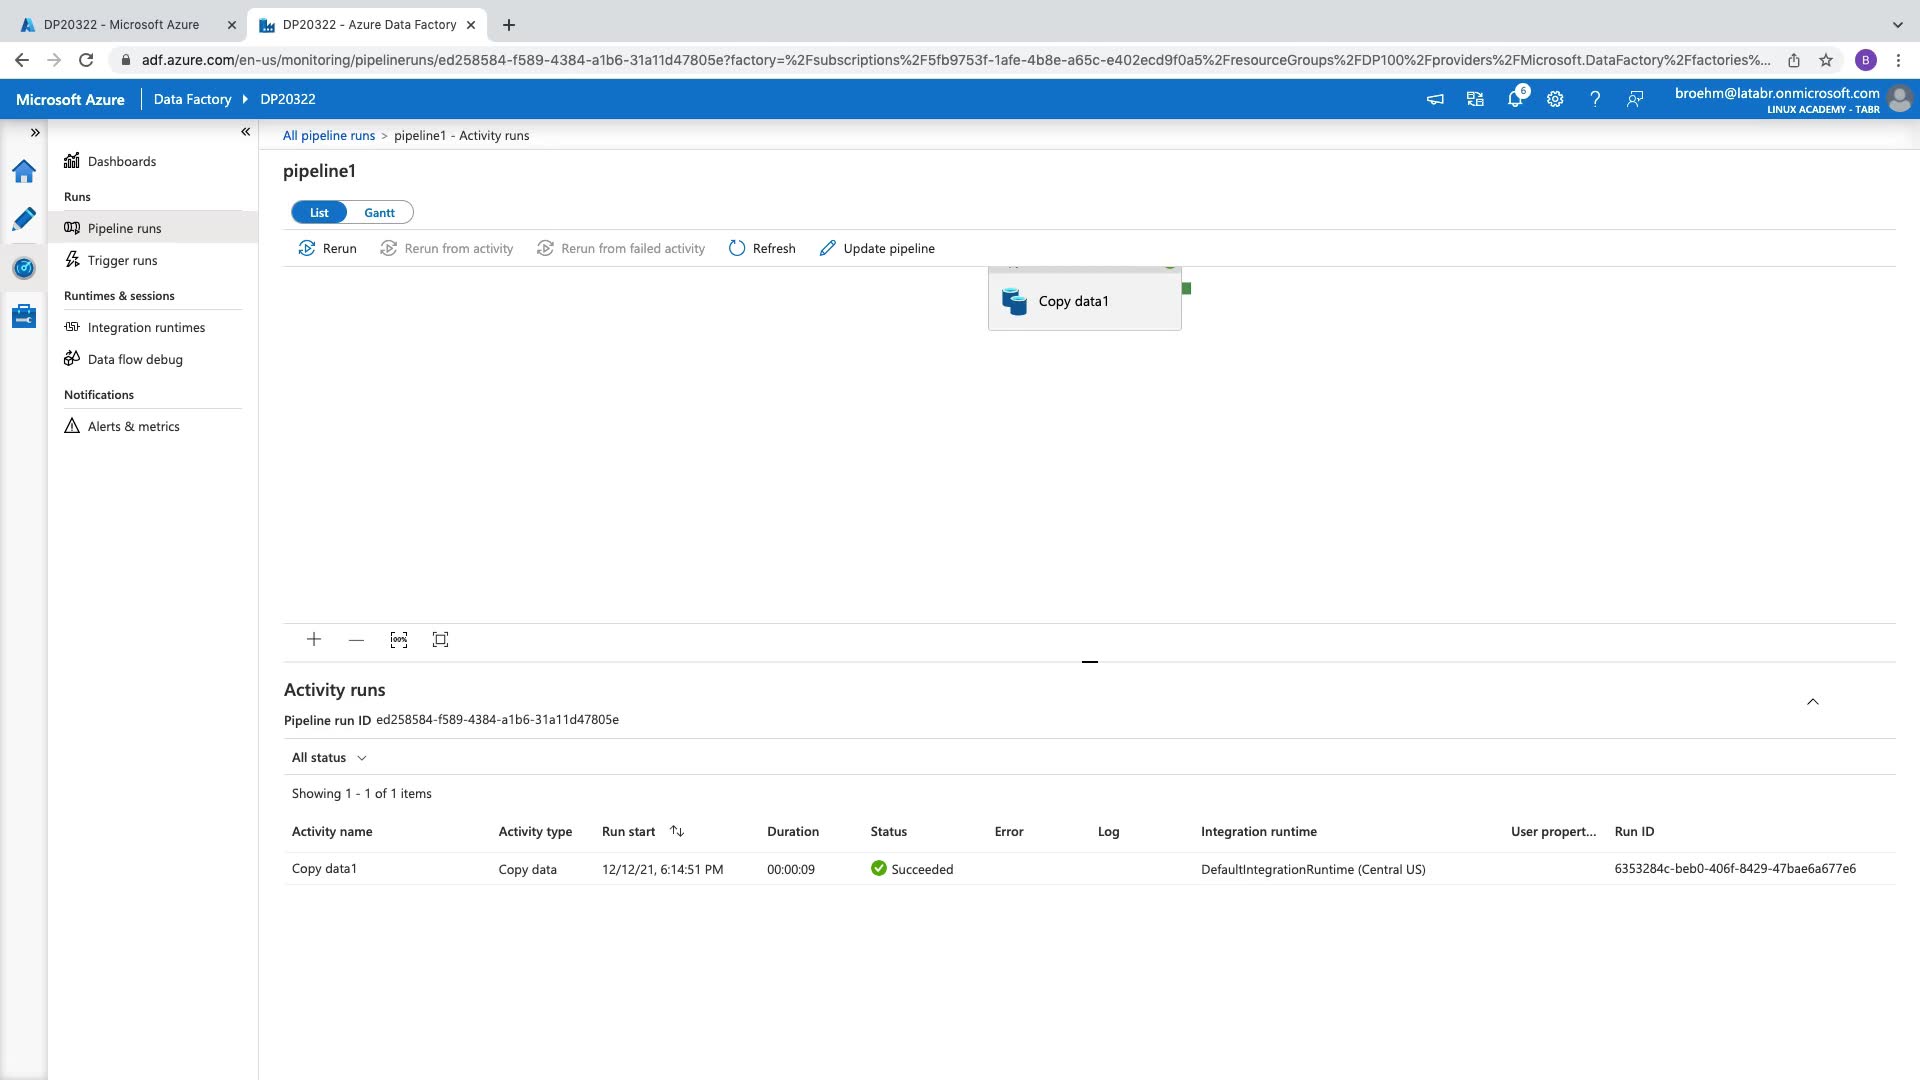 DP20322 - Microsoft Azure
DP20322 - Azure Data Factory
adf.azure.com/en-us/monitoring/pipelineruns/ed258584-f589-4384-a1b6-31a11d47805e?factory=%2Fsubscriptions%2F5fb9753f-1afe-4b8e-a65c-e402ecd9f0a5%2FresourceGroups%2FDP100%2Fproviders%2FMicrosoft.DataFactory%2Ffactories%...
B
Microsoft Azure
Data Factory
DP20322
6
broehm@latabr.onmicrosoft.com
LINUX ACADEMY - TABR
Dashboards
Runs
Pipeline runs
Trigger runs
Runtimes & sessions
Integration runtimes
Data flow debug
Notifications
Alerts & metrics
All pipeline runs > pipeline1 - Activity runs
pipeline1
List Gantt
Rerun Rerun from activity Rerun from failed activity Refresh Update pipeline
Copy data1
Activity runs
Pipeline run ID ed258584-f589-4384-a1b6-31a11d47805e
All status
Showing 1 - 1 of 1 items
Activity name Activity type Run start Duration Status Error Log Integration runtime User propert... Run ID
Copy data1 Copy data 12/12/21, 6:14:51 PM 00:00:09 Succeeded DefaultIntegrationRuntime (Central US) 6353284c-beb0-406f-8429-47bae6a677e6